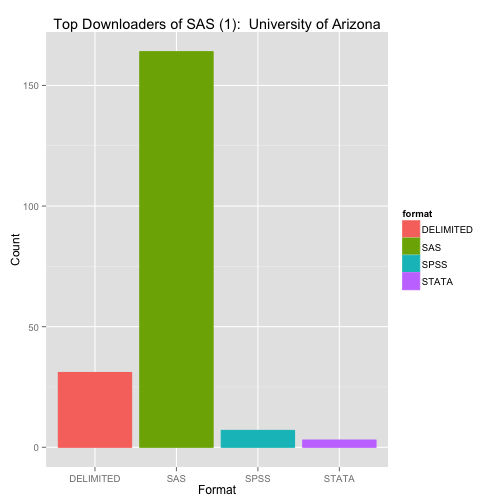 Top Downloaders of SAS (1):  University of Arizona
150
100
50
0
Count
DELIMITED
SAS
SPSS
STATA
Format
format
DELIMITED
SAS
SPSS
STATA